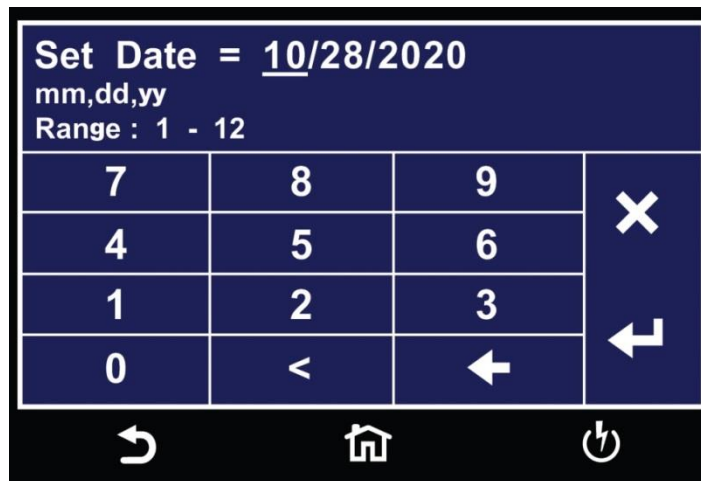 Set Date = 10/28/2020
mm,dd,yy
Range : 1 - 12
7 8 9
4 5 6
1 2 3
0 <